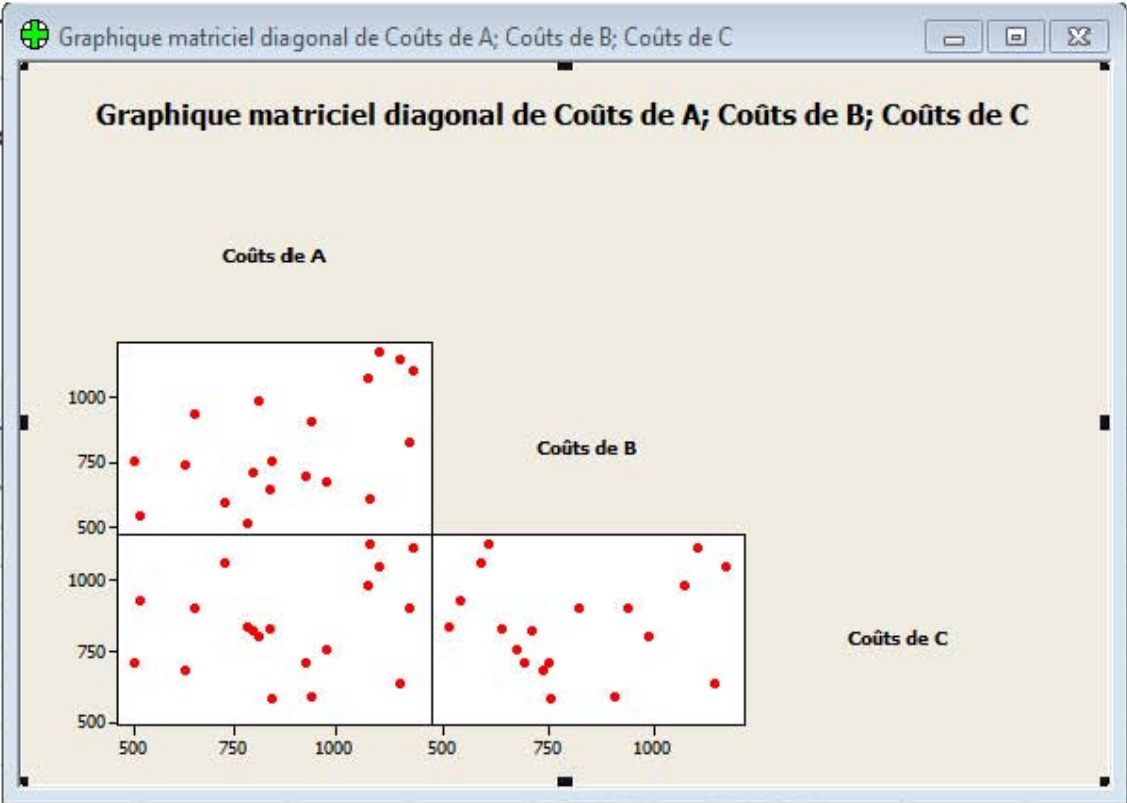 Graphique matriciel diagonal de Coûts de A; Coûts de B; Coûts de C
Graphique matriciel diagonal de Coûts de A; Coûts de B; Coûts de C
Coûts de A
1000
750
500
Coûts de B
1000
750
500
Coûts de C
500 750 1000 500 750 1000